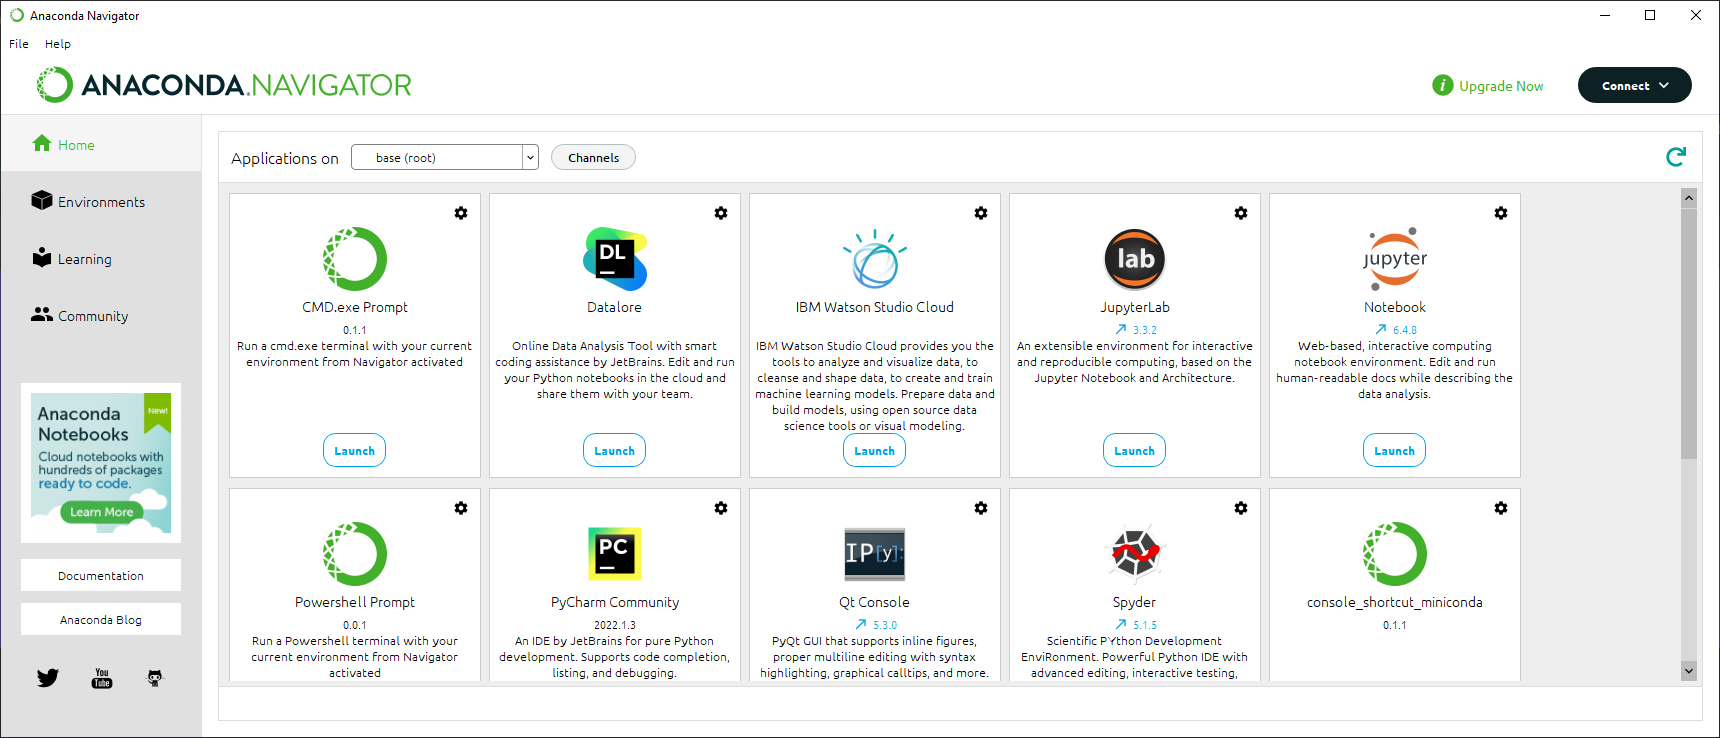 Anaconda Navigator
File Help
ANACONDA.NAVIGATOR
i Upgrade Now
Connect
Home
Environments
Learning
Community
Anaconda
Notebooks
New!
Cloud notebooks with
hundreds of packages
ready to code.
Learn More
Documentation
Anaconda Blog
You
Tube
Applications on base (root) Channels
CMD.exe Prompt
0.1.1
Run a cmd.exe terminal with your current
environment from Navigator activated
Launch
DL
Datalore
Online Data Analysis Tool with smart
coding assistance by JetBrains. Edit and run
your Python notebooks in the cloud and
share them with your team.
Launch
IBM Watson Studio Cloud
IBM Watson Studio Cloud provides you the
tools to analyze and visualize data, to
cleanse and shape data, to create and train
machine learning models. Prepare data and
build models, using open source data
science tools or visual modeling.
Launch
lab
JupyterLab
3.3.2
An extensible environment for interactive
and reproducible computing, based on the
Jupyter Notebook and Architecture.
Launch
jupyter
Notebook
6.4.8
Web-based, interactive computing
notebook environment. Edit and run
human-readable docs while describing the
data analysis.
Launch
Powershell Prompt
0.0.1
Run a Powershell terminal with your
current environment from Navigator
activated
PC
PyCharm Community
2022.1.3
An IDE by JetBrains for pure Python
development. Supports code completion,
listing, and debugging.
IP[y]:
Qt Console
5.3.0
PyQt GUI that supports inline figures,
proper multiline editing with syntax
highlighting, graphical calltips, and more.
Spyder
5.1.5
Scientific PYthon Development
EnviRonment. Powerful Python IDE with
advanced editing, interactive testing,
console_shortcut_miniconda
0.1.1